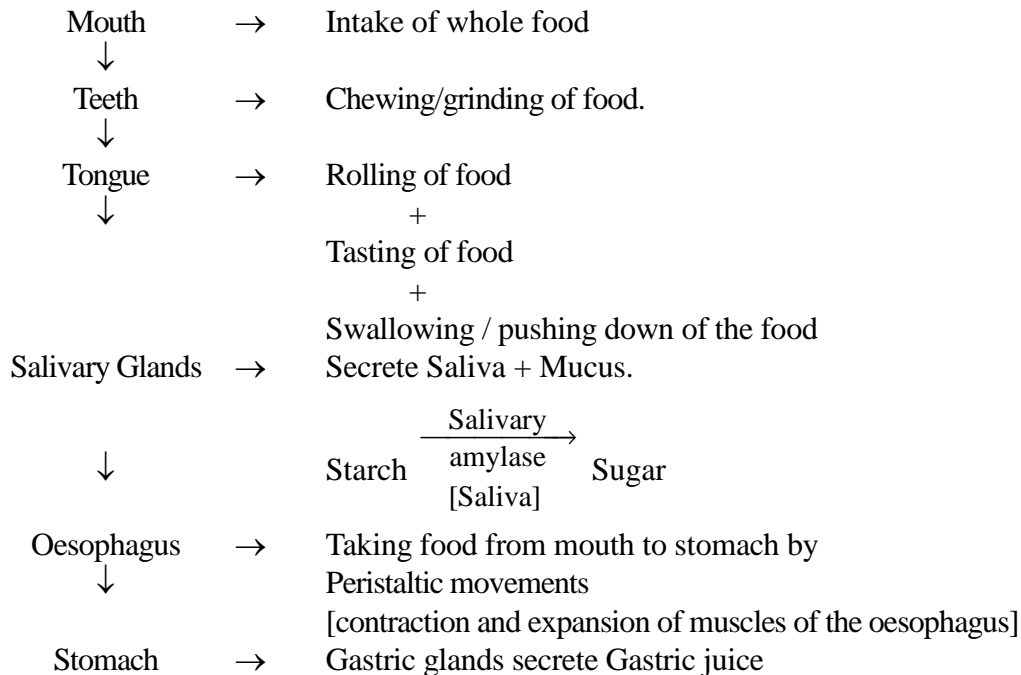 Mouth → Intake of whole food
↓
Teeth → Chewing/grinding of food.
↓
Tongue → Rolling of food
↓ +
Tasting of food
+
Swallowing / pushing down of the food
Salivary Glands → Secrete Saliva + Mucus.
Salivary
↓ Starch → Sugar
amylase
[Saliva]
Oesophagus → Taking food from mouth to stomach by
↓ Peristaltic movements
[contraction and expansion of muscles of the oesophagus]
Stomach → Gastric glands secrete Gastric juice